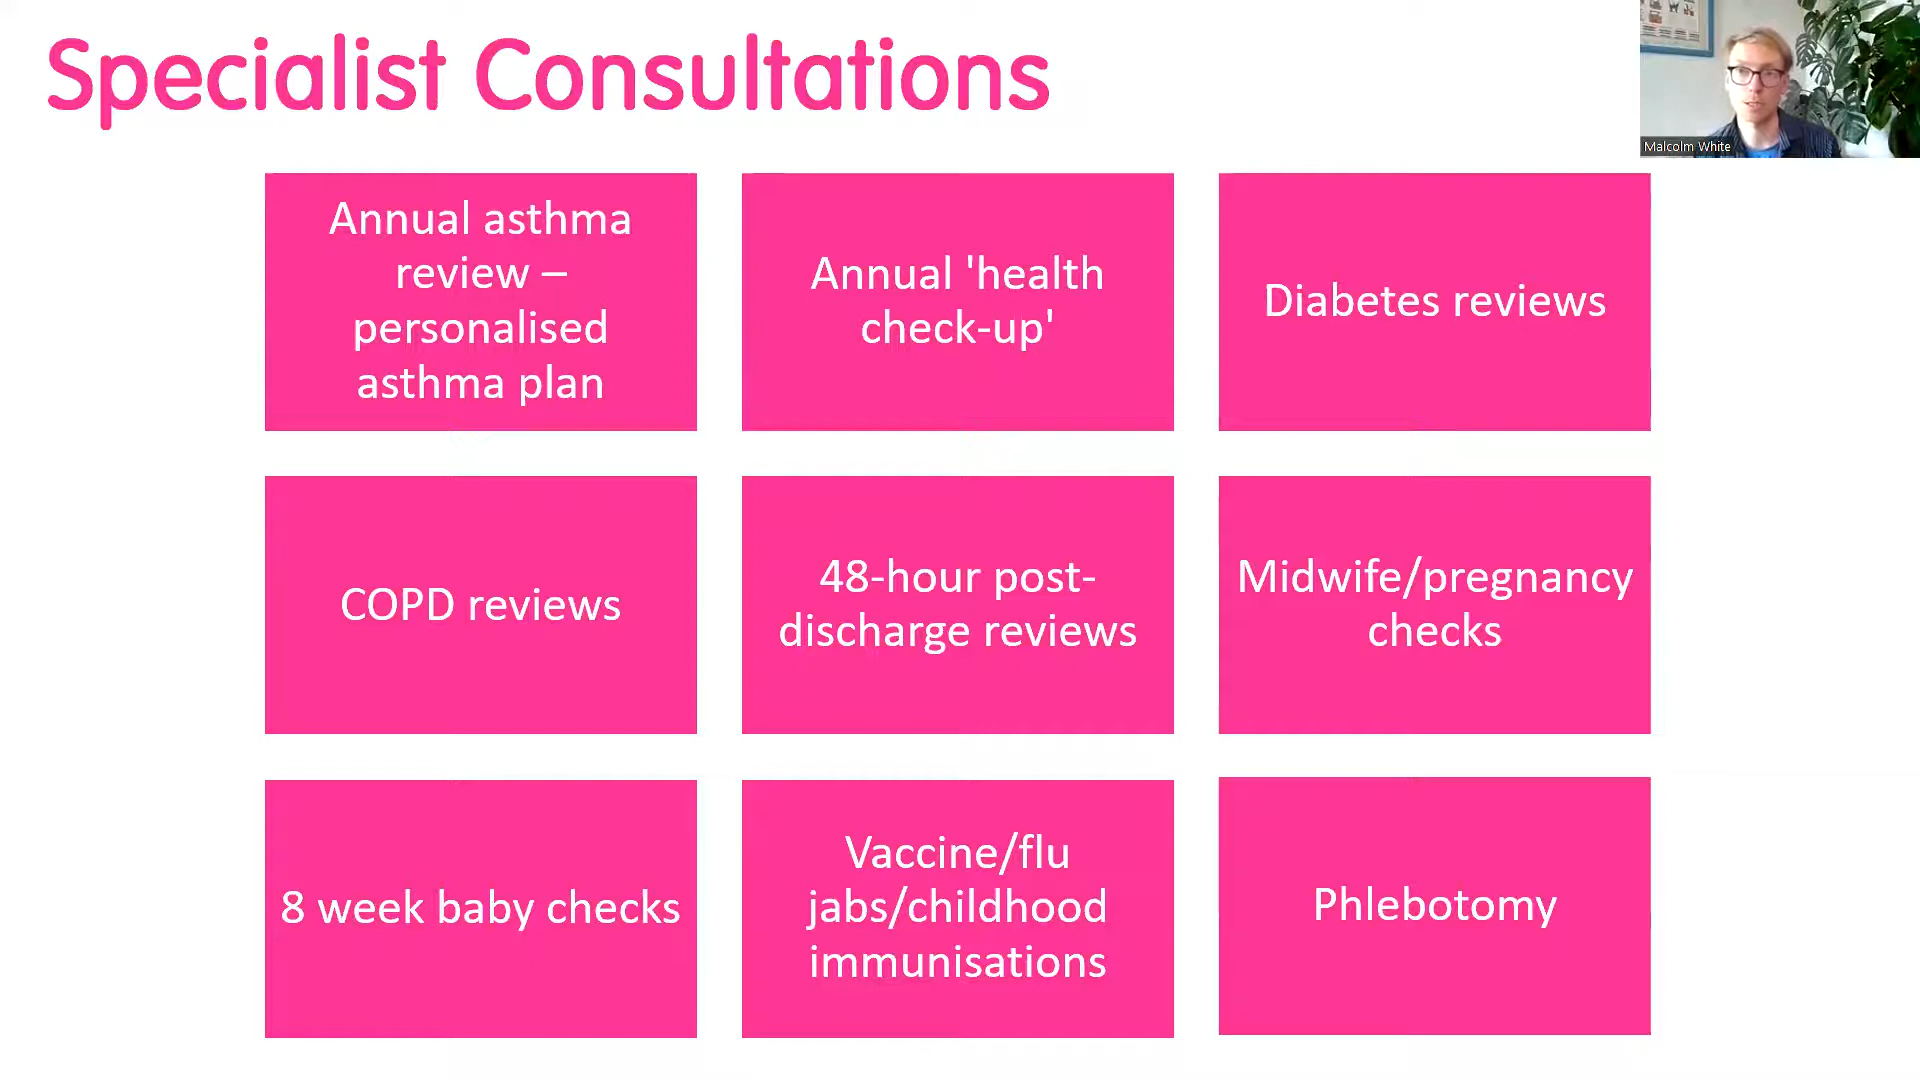 Specialist Consultations
Malcolm White
Annual asthma
review –
personalised
asthma plan
Annual 'health
check-up'
Diabetes reviews
COPD reviews
48-hour post-
discharge reviews
Midwife/pregnancy
checks
8 week baby checks
Vaccine/flu
jabs/childhood
immunisations
Phlebotomy